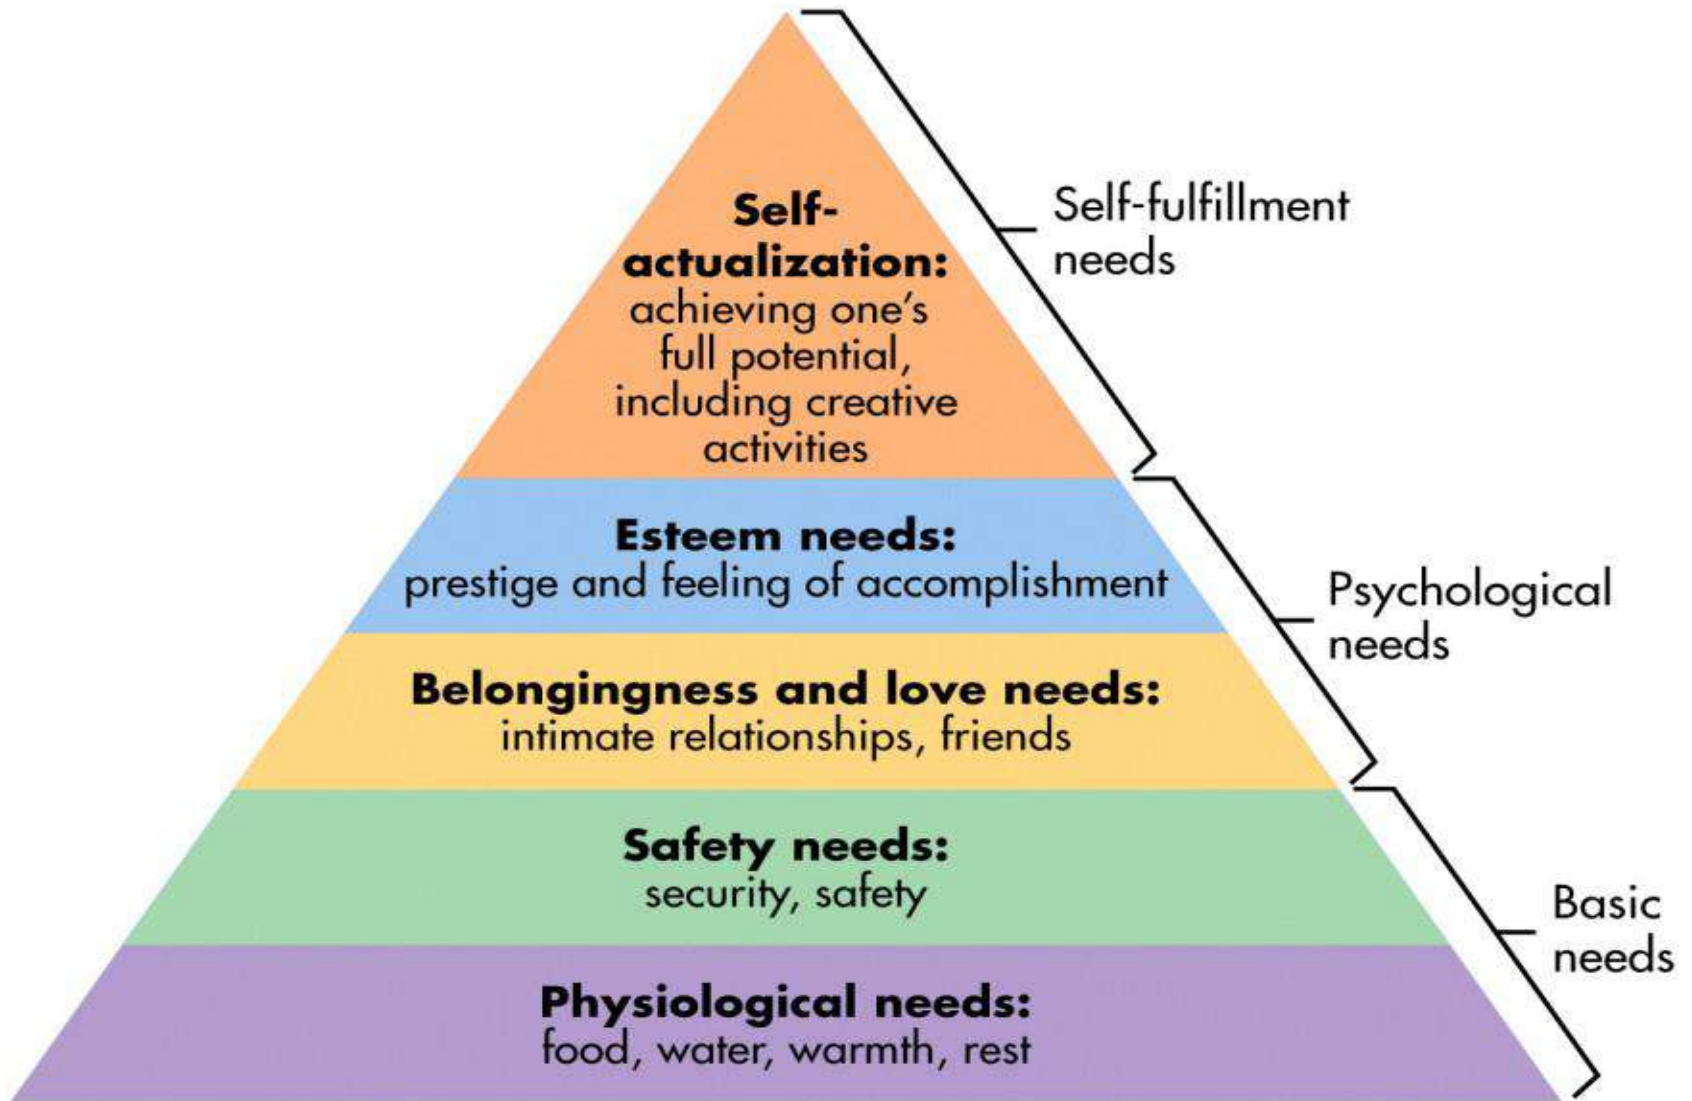 Self-
actualization:
achieving one's
full potential,
including creative
activities
Self-fulfillment
needs
Esteem needs:
prestige and feeling of accomplishment
Belongingness and love needs:
intimate relationships, friends
Psychological
needs
Safety needs:
security, safety
Physiological needs:
food, water, warmth, rest
Basic
needs